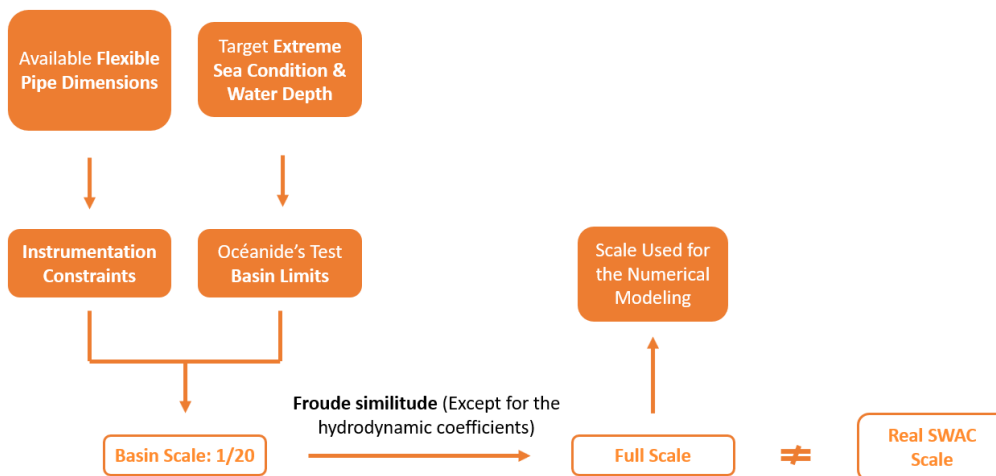 Available Flexible
Pipe Dimensions
Target Extreme
Sea Condition &
Water Depth
Instrumentation
Constraints
Océanide's Test
Basin Limits
Scale Used for
the Numerical
Modeling
Froude similitude (Except for the
hydrodynamic coefficients)
Basin Scale: 1/20
Full Scale
≠
Real SWAC
Scale